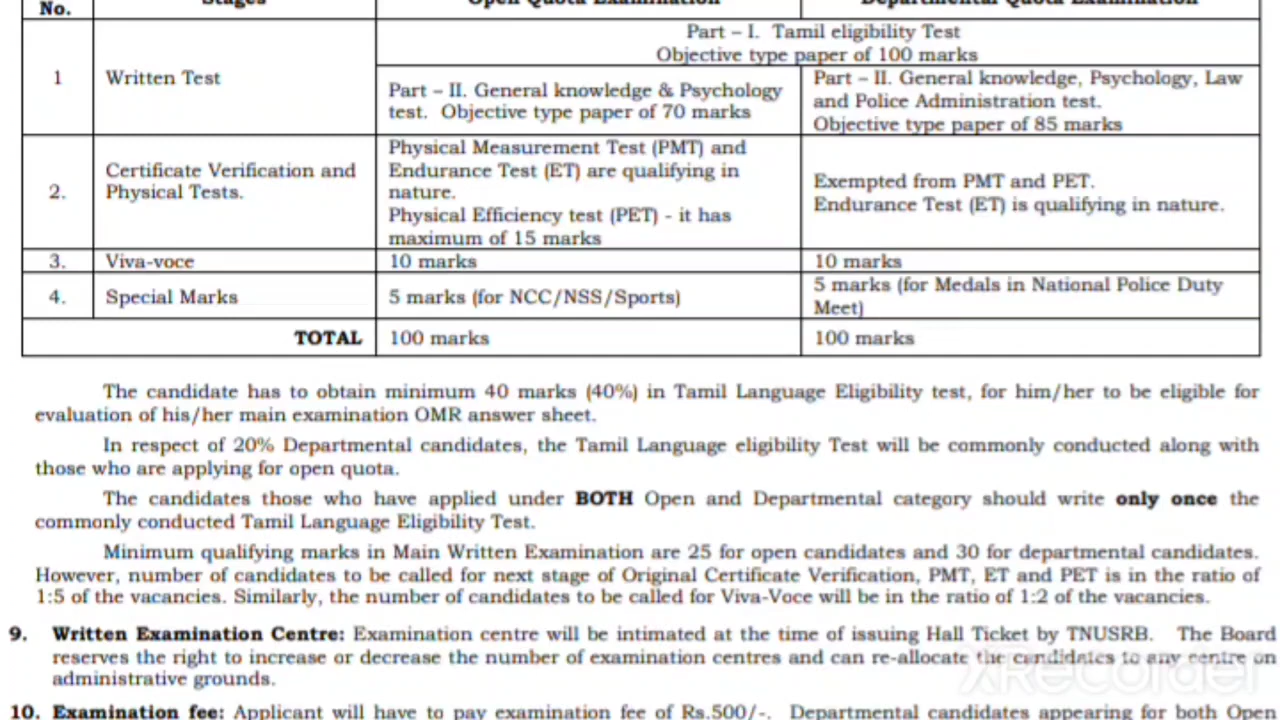 No.
Stages
Open Quota Examination
Departmental Quota Examination
Part – I. Tamil eligibility Test
Objective type paper of 100 marks
1
Written Test
Part – II. General knowledge & Psychology
test. Objective type paper of 70 marks
Part – II. General knowledge, Psychology, Law
and Police Administration test.
Objective type paper of 85 marks
2.
Certificate Verification and
Physical Tests.
Physical Measurement Test (PMT) and
Endurance Test (ET) are qualifying in
nature.
Physical Efficiency test (PET) - it has
maximum of 15 marks
Exempted from PMT and PET.
Endurance Test (ET) is qualifying in nature.
3.
Viva-voce
10 marks
10 marks
4.
Special Marks
5 marks (for NCC/NSS/Sports)
5 marks (for Medals in National Police Duty
Meet)
TOTAL
100 marks
100 marks
The candidate has to obtain minimum 40 marks (40%) in Tamil Language Eligibility test, for him/her to be eligible for
evaluation of his/her main examination OMR answer sheet.
In respect of 20% Departmental candidates, the Tamil Language eligibility Test will be commonly conducted along with
those who are applying for open quota.
The candidates those who have applied under BOTH Open and Departmental category should write only once the
commonly conducted Tamil Language Eligibility Test.
Minimum qualifying marks in Main Written Examination are 25 for open candidates and 30 for departmental candidates.
However, number of candidates to be called for next stage of Original Certificate Verification, PMT, ET and PET is in the ratio of
1:5 of the vacancies. Similarly, the number of candidates to be called for Viva-Voce will be in the ratio of 1:2 of the vacancies.
9. Written Examination Centre: Examination centre will be intimated at the time of issuing Hall Ticket by TNUSRB. The Board
reserves the right to increase or decrease the number of examination centres and can re-allocate the candidates to any centre on
administrative grounds.
XRecorder
10. Examination fee: Applicant will have to pay examination fee of Rs.500/-. Departmental candidates appearing for both Open